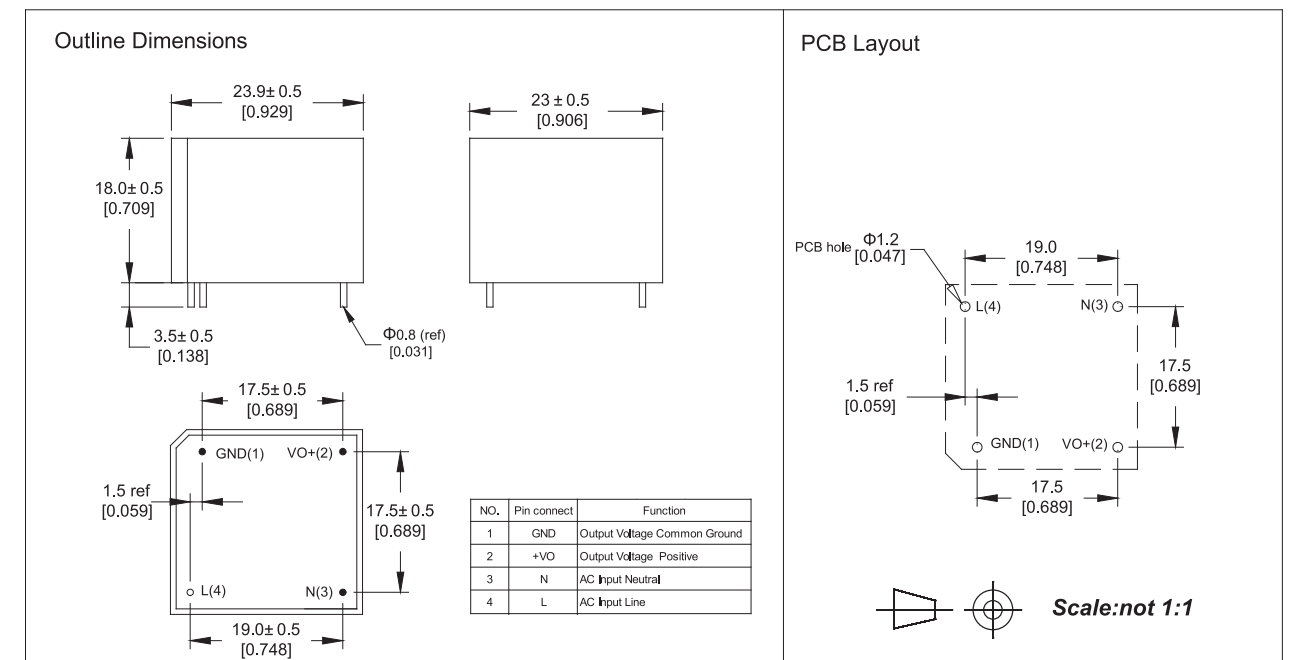 Outline Dimensions
23.9± 0.5
[0.929]
23 ± 0.5
[0.906]
18.0± 0.5
[0.709]
3.5± 0.5
[0.138]
Φ0.8 (ref)
[0.031]
17.5± 0.5
[0.689]
GND(1) VO+(2)
1.5 ref
[0.059]
17.5± 0.5
[0.689]
L(4) N(3)
19.0± 0.5
[0.748]
NO. Pin connect Function
1 GND Output Voltage Common Ground
2 +VO Output Voltage Positive
3 N AC Input Neutral
4 L AC Input Line
PCB Layout
PCB hole Φ1.2
[0.047]
19.0
[0.748]
L(4) N(3)
17.5
[0.689]
1.5 ref
[0.059]
GND(1) VO+(2)
17.5
[0.689]
Scale:not 1:1